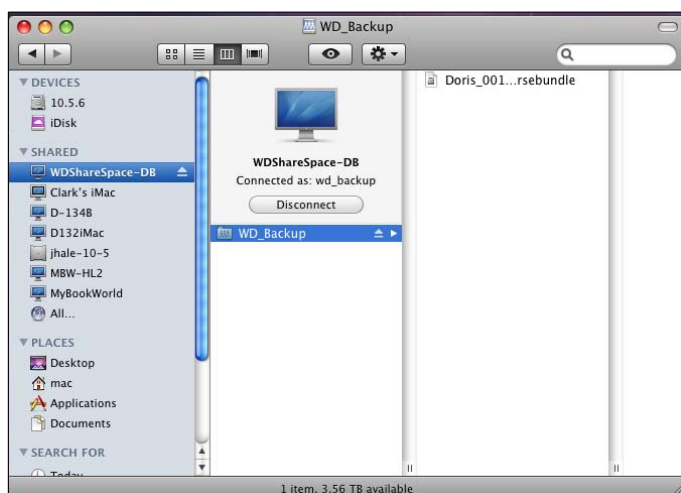 WD_Backup
DEVICES
10.5.6
iDisk
SHARED
WDShareSpace-DB
Clark's iMac
D-134B
D132iMac
jhale-10-5
MBW-HL2
MyBookWorld
All...
PLACES
Desktop
mac
Applications
Documents
SEARCH FOR
Today
WDShareSpace-DB
Connected as: wd_backup
Disconnect
WD_Backup
Doris_001...rsebundle
1 item, 3.56 TB available